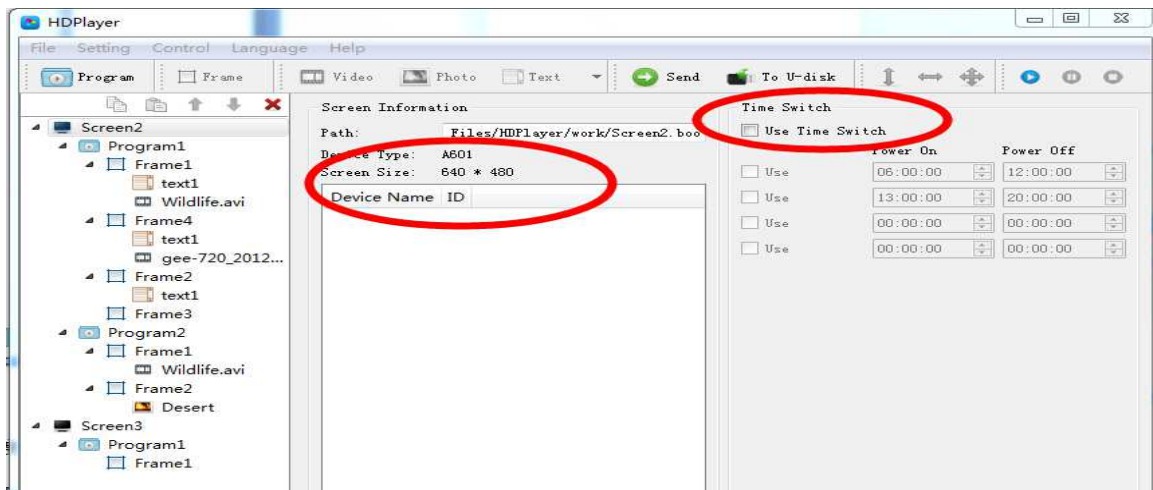 HDPlayer
File Setting Control Language Help
Program Frame Video Photo Text Send To U-disk
Screen2
Program1
Frame1
text1
Wildlife.avi
Frame4
text1
gee-720_2012...
Frame2
text1
Frame3
Program2
Frame1
Wildlife.avi
Frame2
Desert
Screen3
Program1
Frame1
Screen Information
Path: Files/HDPlayer/work/Screen2.boo
Device Type: A601
Screen Size: 640 * 480
Device Name ID
Time Switch
Use Time Switch
Power On Power Off
Use 06:00:00 12:00:00
Use 13:00:00 20:00:00
Use 00:00:00 00:00:00
Use 00:00:00 00:00:00